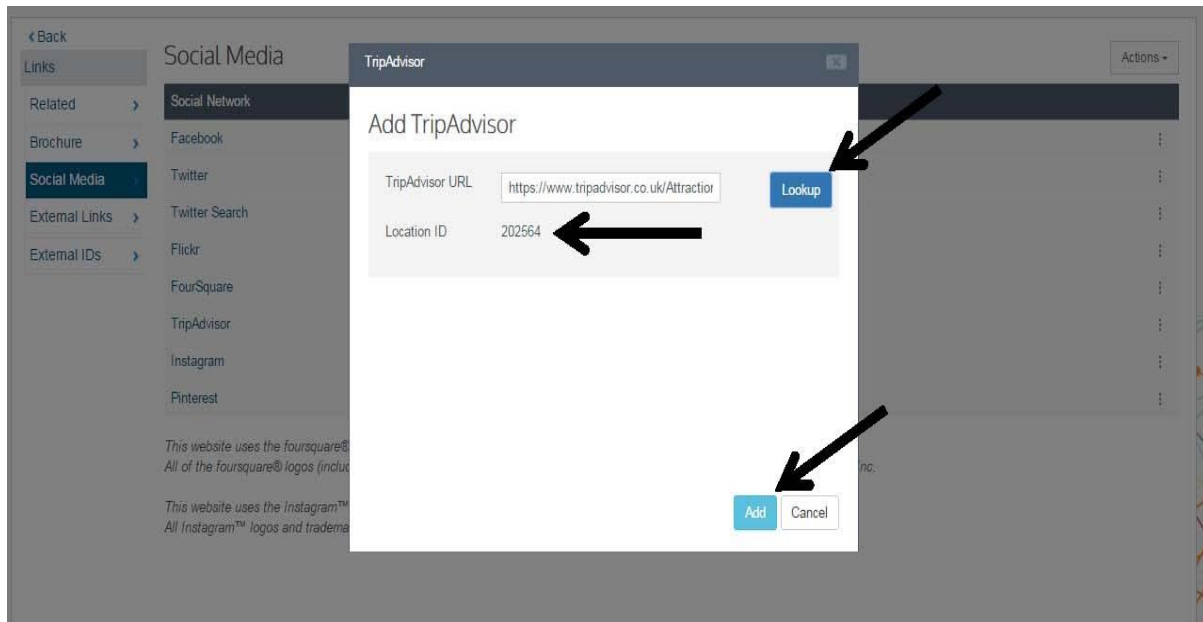 Back
Links
Related
Brochure
Social Media
External Links
External IDs
Social Media
Actions
Social Network
Facebook
Twitter
Twitter Search
Flickr
FourSquare
TripAdvisor
Instagram
Pinterest
This website uses the foursquare®
All of the foursquare® logos (includ
nc.
This website uses the Instagram™
All Instagram™ logos and tradema
TripAdvisor
Add TripAdvisor
TripAdvisor URL https://www.tripadvisor.co.uk/Attraction Lookup
Location ID 202564
Add Cancel